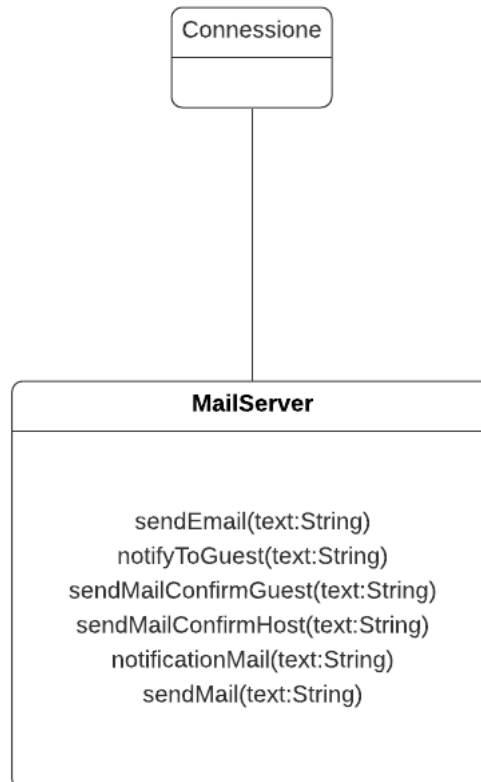 Connessione
MailServer
sendEmail(text:String)
notifyToGuest(text:String)
sendMailConfirmGuest(text:String)
sendMailConfirmHost(text:String)
notificationMail(text:String)
sendMail(text:String)